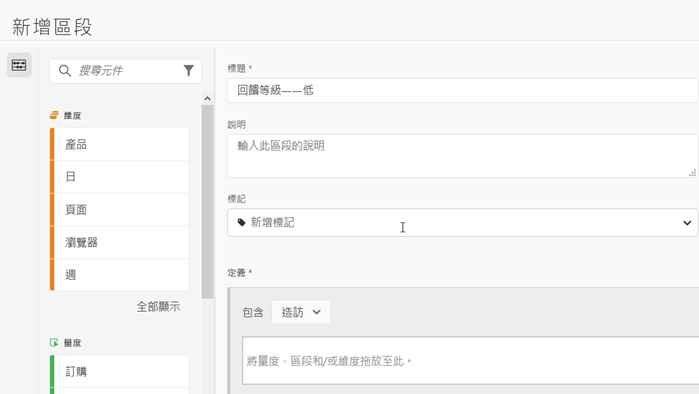 新增區段
搜尋元件
維度
產品
日
頁面
瀏覽器
週
全部顯示
量度
訂購
標題 *
回饋等級——低
說明
輸入此區段的說明
標記
新增標記
定義 *
包含 造訪
將量度、區段和/或維度拖放至此。